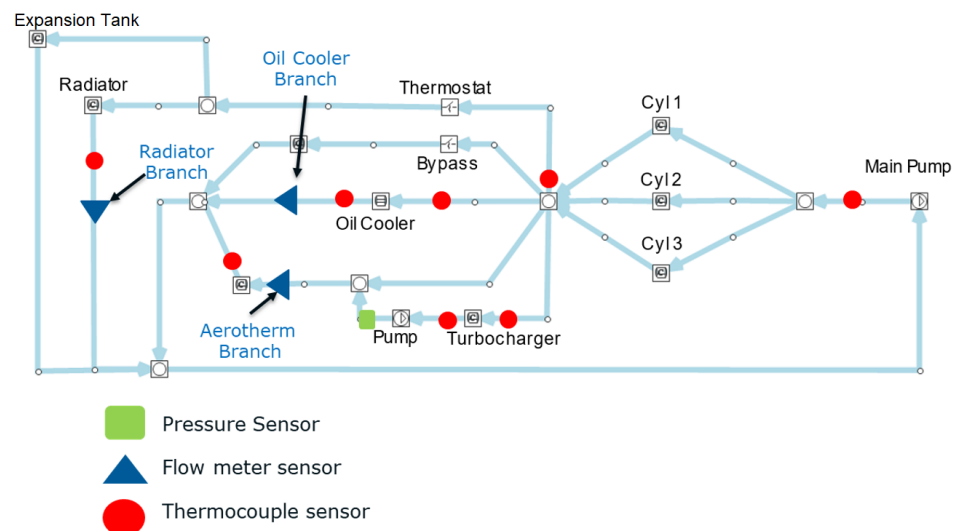 Expansion Tank
Oil Cooler
Branch
Radiator
Thermostat
Cyl 1
Radiator
Branch
Bypass
Main Pump
Cyl 2
Oil Cooler
Cyl 3
Aerotherm
Branch
Pump
Turbocharger
Pressure Sensor
Flow meter sensor
Thermocouple sensor